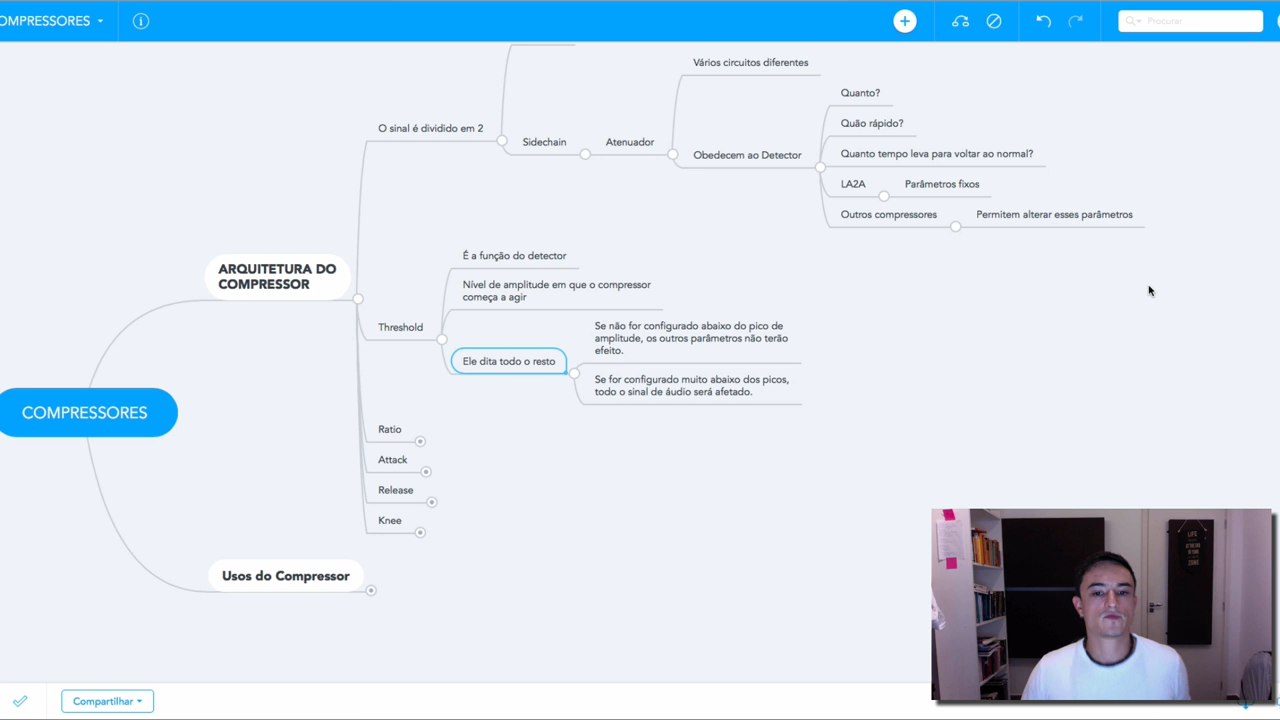 OMPRESSORES
Procurar
Vários circuitos diferentes
Quanto?
Quão rápido?
O sinal é dividido em 2
Sidechain
Atenuador
Obedecem ao Detector
Quanto tempo leva para voltar ao normal?
LA2A
Parâmetros fixos
Outros compressores
Permitem alterar esses parâmetros
ARQUITETURA DO
COMPRESSOR
É a função do detector
Nível de amplitude em que o compressor
começa a agir
Threshold
Se não for configurado abaixo do pico de
amplitude, os outros parâmetros não terão
efeito.
Ele dita todo o resto
Se for configurado muito abaixo dos picos,
todo o sinal de áudio será afetado.
COMPRESSORES
Ratio
Attack
Release
Knee
Usos do Compressor
Compartilhar
LIFE
ZONE